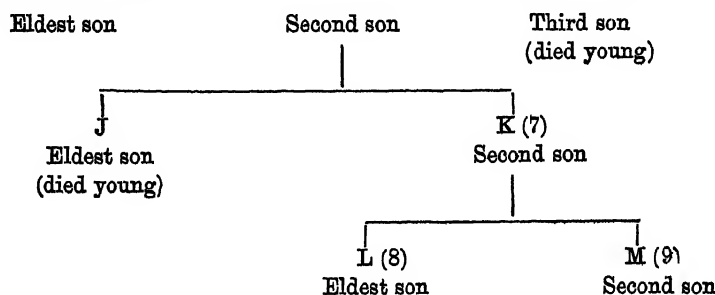 Eldest son Second son Third son
(died young)
J K (7)
Eldest son Second son
(died young)
L (8) M (9)
Eldest son Second son